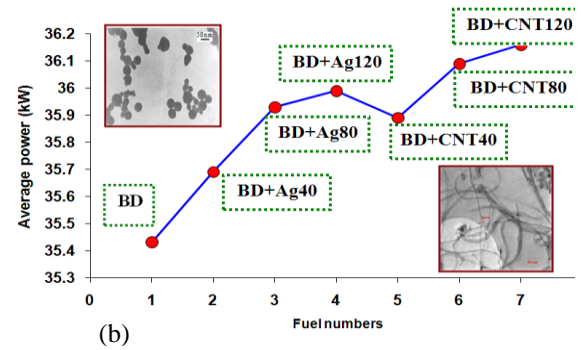 Average power (kW)
36.2
36.1
36
35.9
35.8
35.7
35.6
35.5
35.4
35.3
50nm
BD
BD+Ag40
BD+Ag80
BD+Ag120
BD+CNT40
BD+CNT80
BD+CNT120
0 1 2 3 4 5 6 7
Fuel numbers
(b)